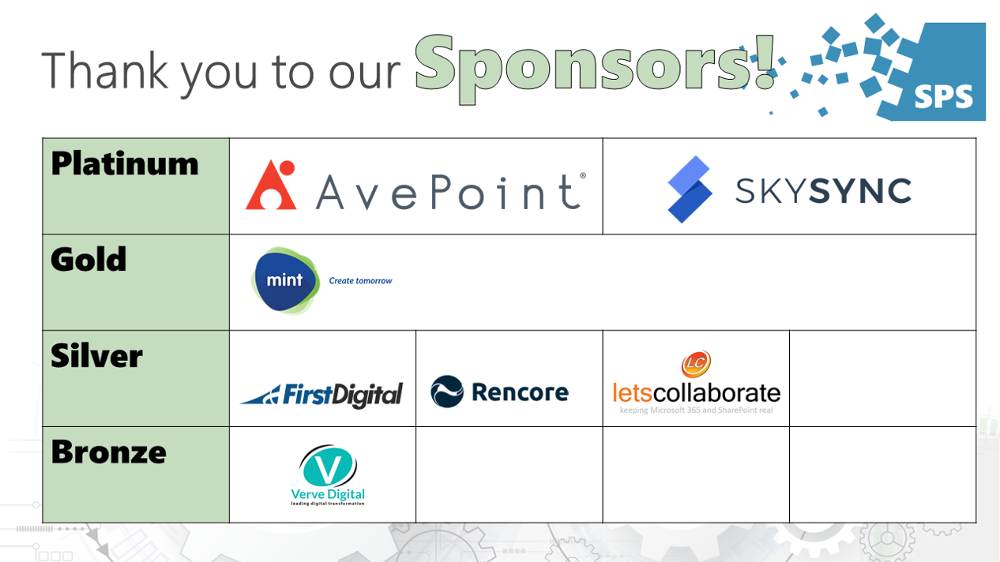 Thank you to our Sponsors!
SPS
Platinum
AvePoint®
SKYSYNC
Gold
mint
Create tomorrow
Silver
FirstDigital
Rencore
LC
letscollaborate
keeping Microsoft 365 and SharePoint real
Bronze
V
Verve Digital
leading digital transformation